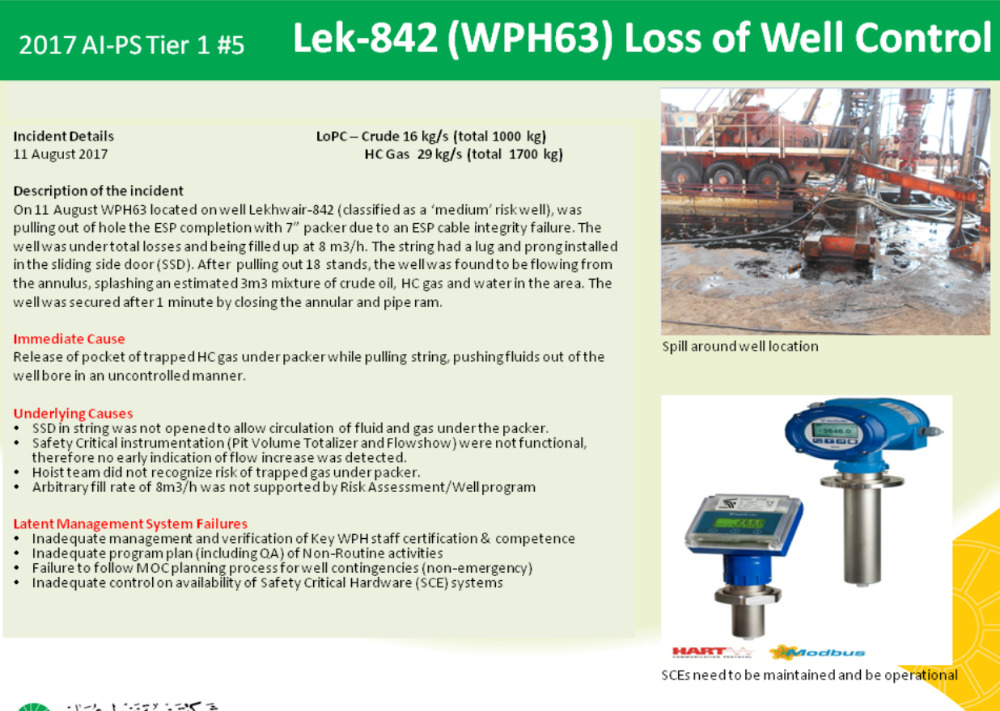 2017 AI-PS Tier 1 #5
Lek-842 (WPH63) Loss of Well Control
Incident Details
11 August 2017
LoPC – Crude 16 kg/s (total 1000 kg)
HC Gas 29 kg/s (total 1700 kg)
Description of the incident
On 11 August WPH63 located on well Lekhwair-842 (classified as a ‘medium’ risk well), was
pulling out of hole the ESP completion with 7” packer due to an ESP cable integrity failure. The
well was under total losses and being filled up at 8 m3/h. The string had a lug and prong installed
in the sliding side door (SSD). After pulling out 18 stands, the well was found to be flowing from
the annulus, splashing an estimated 3m3 mixture of crude oil, HC gas and water in the area. The
well was secured after 1 minute by closing the annular and pipe ram.
Immediate Cause
Release of pocket of trapped HC gas under packer while pulling string, pushing fluids out of the
well bore in an uncontrolled manner.
Underlying Causes
• SSD in string was not opened to allow circulation of fluid and gas under the packer.
• Safety Critical instrumentation (Pit Volume Totalizer and Flowshow) were not functional,
therefore no early indication of flow increase was detected.
• Hoist team did not recognize risk of trapped gas under packer.
• Arbitrary fill rate of 8m3/h was not supported by Risk Assessment/Well program
Latent Management System Failures
• Inadequate management and verification of Key WPH staff certification & competence
• Inadequate program plan (including QA) of Non-Routine activities
• Failure to follow MOC planning process for well contingencies (non-emergency)
• Inadequate control on availability of Safety Critical Hardware (SCE) systems
Spill around well location
HART
COMMUNICATION PROTOCOL
Modbus
SCEs need to be maintained and be operational